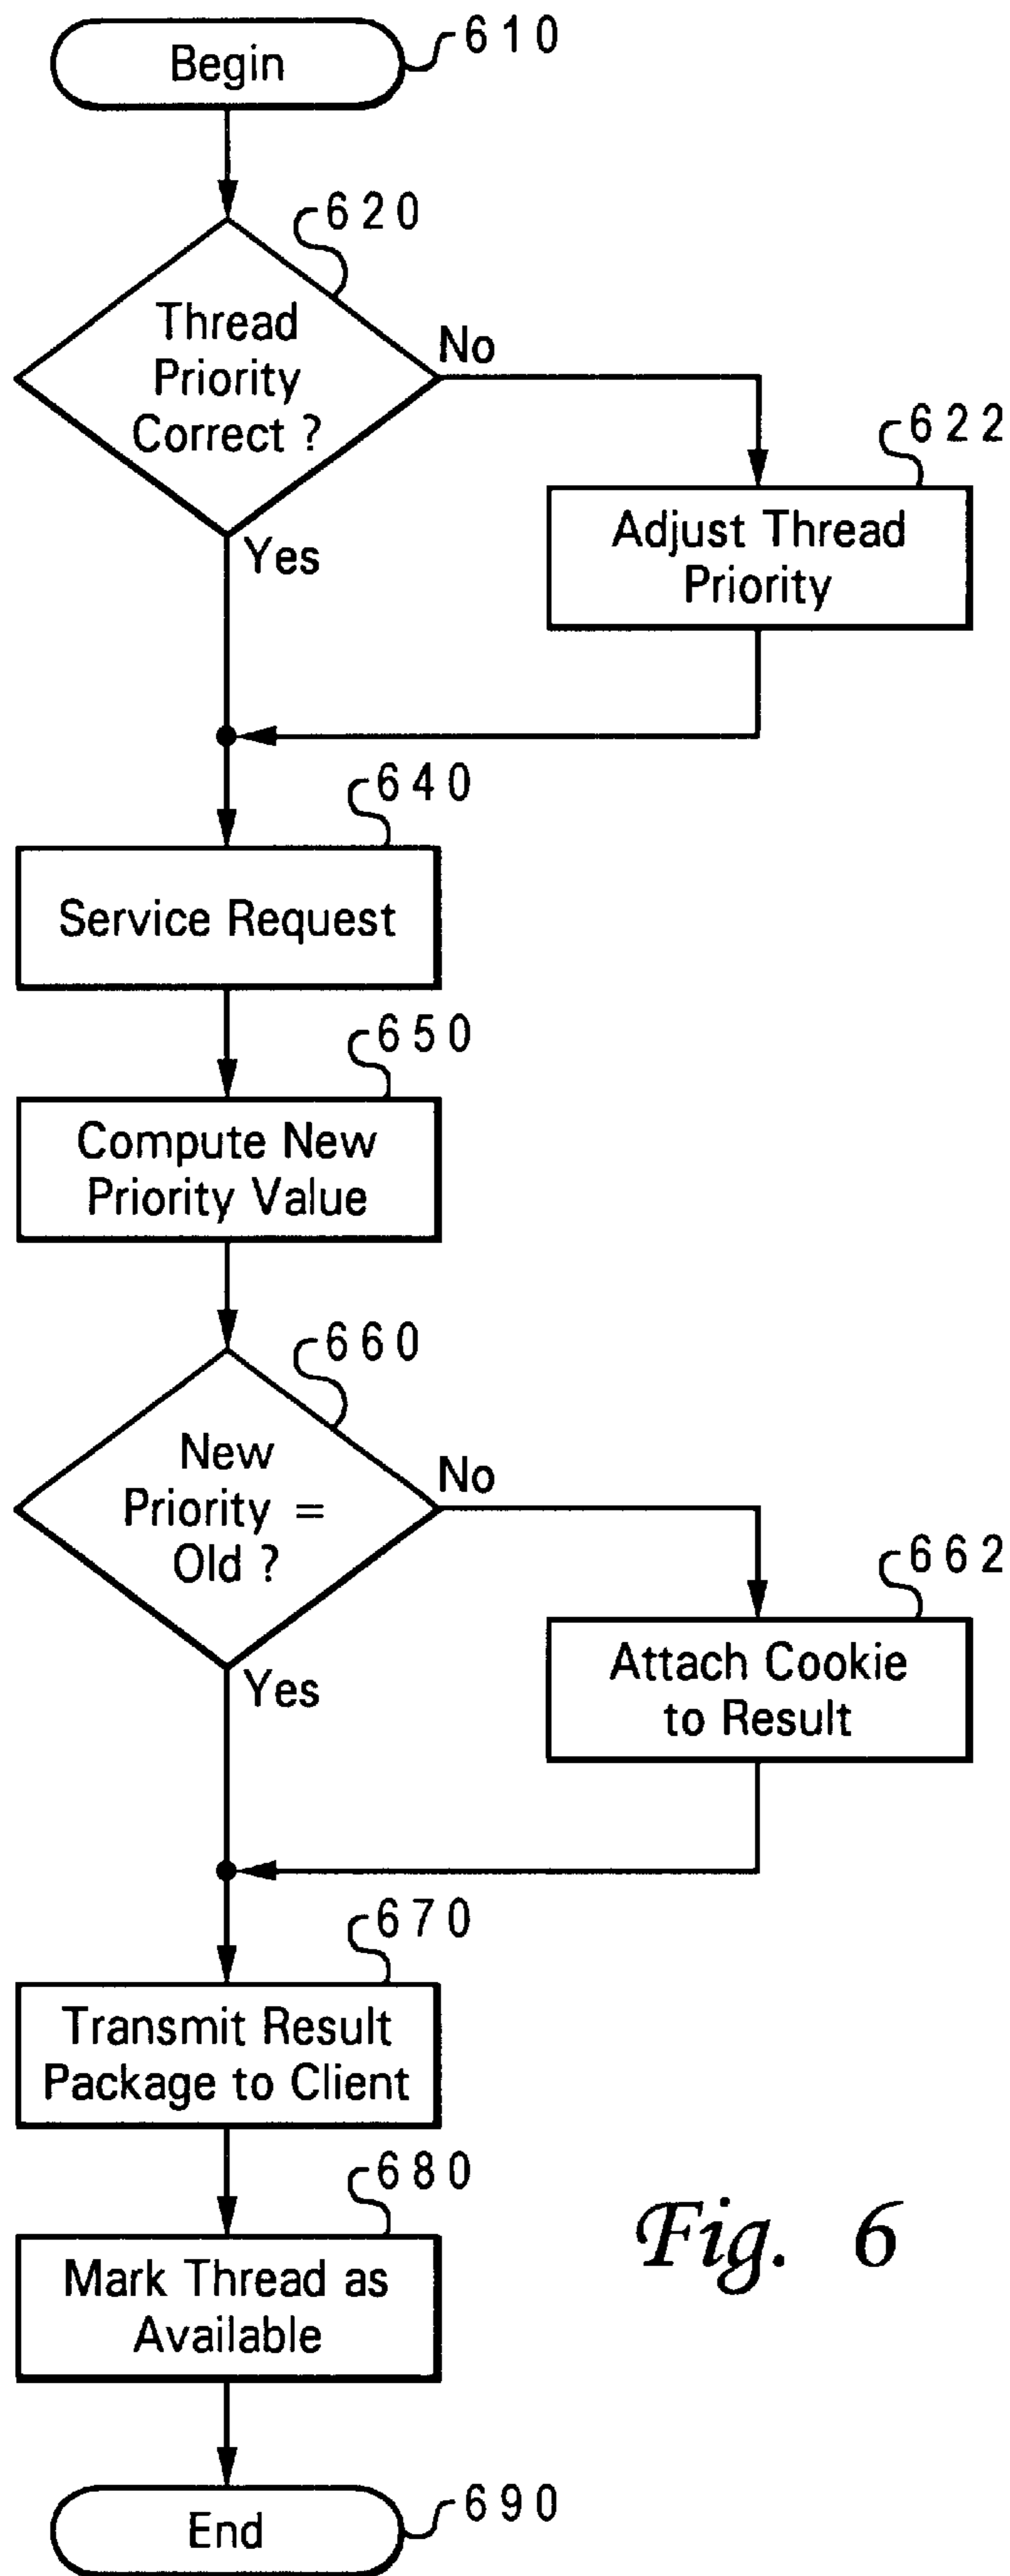 Begin
610
620
Thread
Priority
Correct ?
No
622
Adjust Thread
Priority
Yes
640
Service Request
650
Compute New
Priority Value
660
New
Priority =
Old ?
No
662
Attach Cookie
to Result
Yes
670
Transmit Result
Package to Client
680
Mark Thread as
Available
Fig. 6
End
690